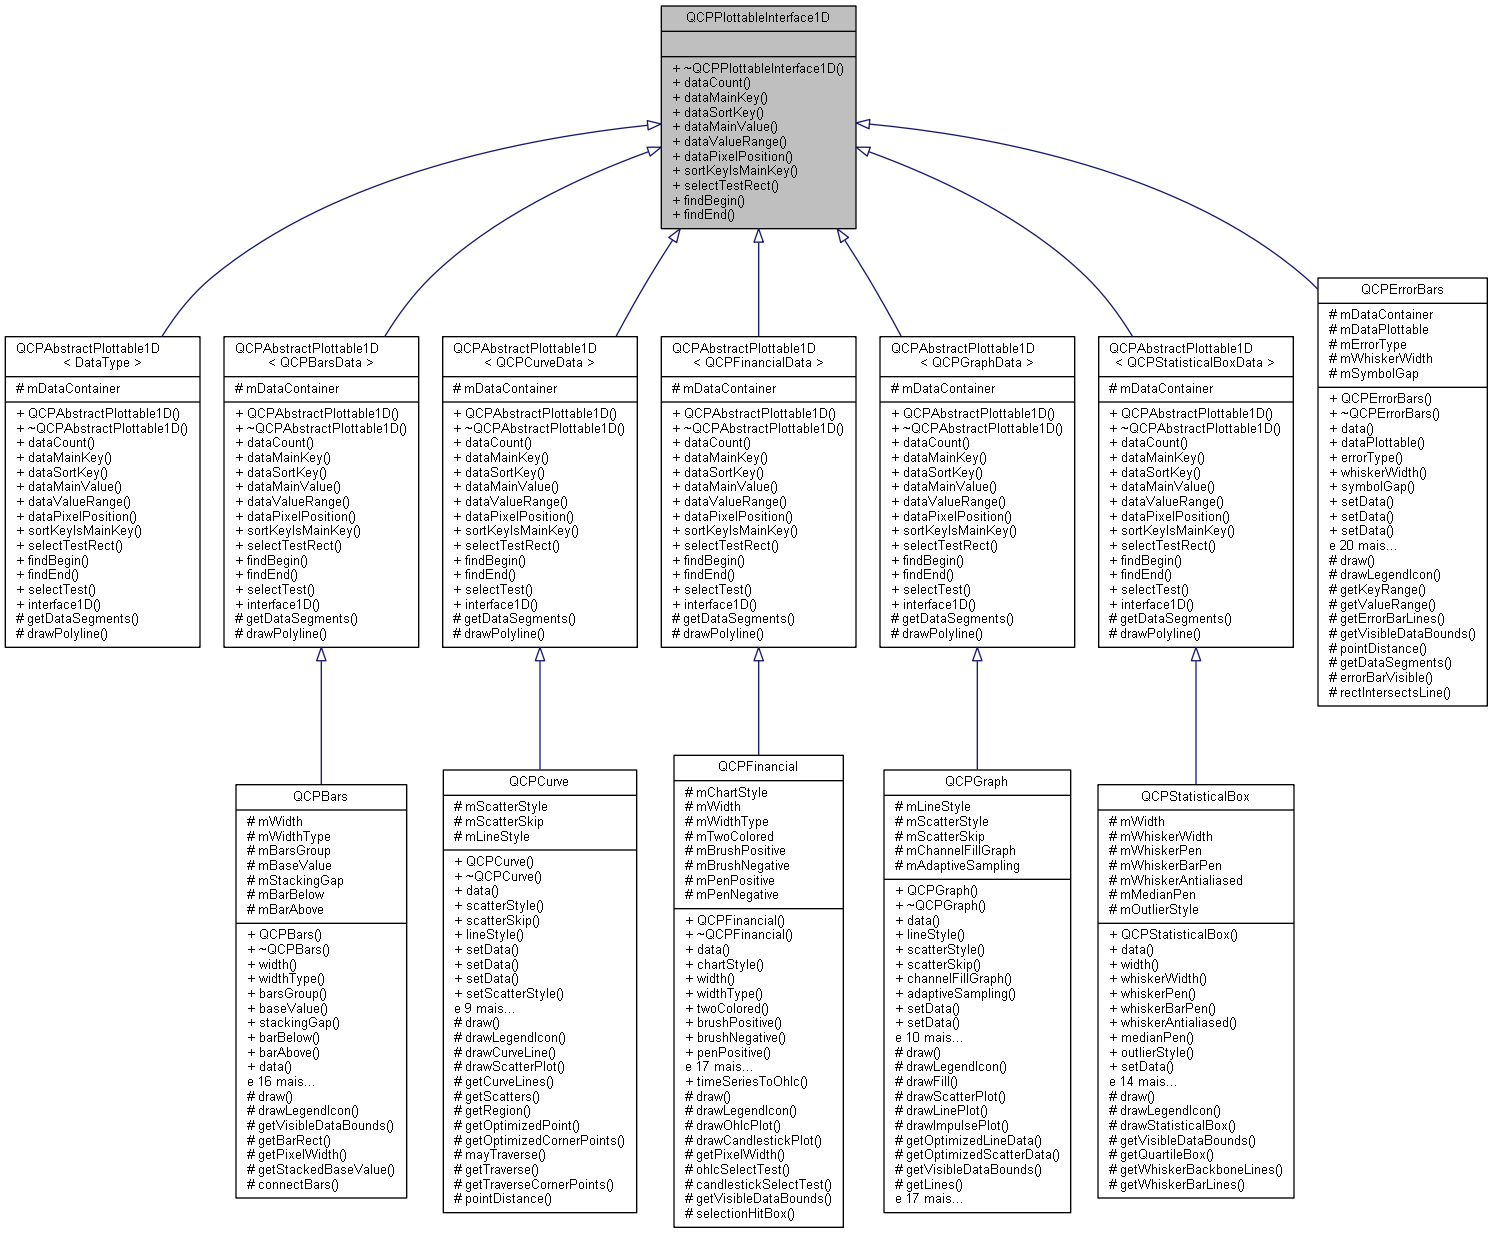 QCPPlottableInterface1D
+ ~QCPPlottableInterface1D()
+ dataCount()
+ dataMainKey()
+ dataSortKey()
+ dataMainValue()
+ dataValueRange()
+ dataPixelPosition()
+ sortKeyIsMainKey()
+ selectTestRect()
+ findBegin()
+ findEnd()
QCPAbstractPlottable1D
< DataType >
# mDataContainer
+ QCPAbstractPlottable1D()
+ ~QCPAbstractPlottable1D()
+ dataCount()
+ dataMainKey()
+ dataSortKey()
+ dataMainValue()
+ dataValueRange()
+ dataPixelPosition()
+ sortKeyIsMainKey()
+ selectTestRect()
+ findBegin()
+ findEnd()
+ selectTest()
+ interface1D()
# getDataSegments()
# drawPolyline()
QCPAbstractPlottable1D
< QCPBarsData >
# mDataContainer
+ QCPAbstractPlottable1D()
+ ~QCPAbstractPlottable1D()
+ dataCount()
+ dataMainKey()
+ dataSortKey()
+ dataMainValue()
+ dataValueRange()
+ dataPixelPosition()
+ sortKeyIsMainKey()
+ selectTestRect()
+ findBegin()
+ findEnd()
+ selectTest()
+ interface1D()
# getDataSegments()
# drawPolyline()
QCPAbstractPlottable1D
< QCPCurveData >
# mDataContainer
+ QCPAbstractPlottable1D()
+ ~QCPAbstractPlottable1D()
+ dataCount()
+ dataMainKey()
+ dataSortKey()
+ dataMainValue()
+ dataValueRange()
+ dataPixelPosition()
+ sortKeyIsMainKey()
+ selectTestRect()
+ findBegin()
+ findEnd()
+ selectTest()
+ interface1D()
# getDataSegments()
# drawPolyline()
QCPAbstractPlottable1D
< QCPFinancialData >
# mDataContainer
+ QCPAbstractPlottable1D()
+ ~QCPAbstractPlottable1D()
+ dataCount()
+ dataMainKey()
+ dataSortKey()
+ dataMainValue()
+ dataValueRange()
+ dataPixelPosition()
+ sortKeyIsMainKey()
+ selectTestRect()
+ findBegin()
+ findEnd()
+ selectTest()
+ interface1D()
# getDataSegments()
# drawPolyline()
QCPAbstractPlottable1D
< QCPGraphData >
# mDataContainer
+ QCPAbstractPlottable1D()
+ ~QCPAbstractPlottable1D()
+ dataCount()
+ dataMainKey()
+ dataSortKey()
+ dataMainValue()
+ dataValueRange()
+ dataPixelPosition()
+ sortKeyIsMainKey()
+ selectTestRect()
+ findBegin()
+ findEnd()
+ selectTest()
+ interface1D()
# getDataSegments()
# drawPolyline()
QCPAbstractPlottable1D
< QCPStatisticalBoxData >
# mDataContainer
+ QCPAbstractPlottable1D()
+ ~QCPAbstractPlottable1D()
+ dataCount()
+ dataMainKey()
+ dataSortKey()
+ dataMainValue()
+ dataValueRange()
+ dataPixelPosition()
+ sortKeyIsMainKey()
+ selectTestRect()
+ findBegin()
+ findEnd()
+ selectTest()
+ interface1D()
# getDataSegments()
# drawPolyline()
QCPErrorBars
# mDataContainer
# mDataPlottable
# mErrorType
# mWhiskerWidth
# mSymbolGap
+ QCPErrorBars()
+ ~QCPErrorBars()
+ data()
+ dataPlottable()
+ errorType()
+ whiskerWidth()
+ symbolGap()
+ setData()
+ setData()
+ setData()
e 20 mais...
# draw()
# drawLegendIcon()
# getKeyRange()
# getValueRange()
# getErrorBarLines()
# getVisibleDataBounds()
# pointDistance()
# getDataSegments()
# errorBarVisible()
# rectIntersectsLine()
QCPBars
# mWidth
# mWidthType
# mBarsGroup
# mBaseValue
# mStackingGap
# mBarBelow
# mBarAbove
+ QCPBars()
+ ~QCPBars()
+ width()
+ widthType()
+ barsGroup()
+ baseValue()
+ stackingGap()
+ barBelow()
+ barAbove()
+ data()
e 16 mais...
# draw()
# drawLegendIcon()
# getVisibleDataBounds()
# getBarRect()
# getPixelWidth()
# getStackedBaseValue()
# connectBars()
QCPCurve
# mScatterStyle
# mScatterSkip
# mLineStyle
+ QCPCurve()
+ ~QCPCurve()
+ data()
+ scatterStyle()
+ scatterSkip()
+ lineStyle()
+ setData()
+ setData()
+ setData()
+ setScatterStyle()
e 9 mais...
# draw()
# drawLegendIcon()
# drawCurveLine()
# drawScatterPlot()
# getCurveLines()
# getScatters()
# getRegion()
# getOptimizedPoint()
# getOptimizedCornerPoints()
# mayTraverse()
# getTraverse()
# getTraverseCornerPoints()
# pointDistance()
QCPFinancial
# mChartStyle
# mWidth
# mWidthType
# mTwoColored
# mBrushPositive
# mBrushNegative
# mPenPositive
# mPenNegative
+ QCPFinancial()
+ ~QCPFinancial()
+ data()
+ chartStyle()
+ width()
+ widthType()
+ twoColored()
+ brushPositive()
+ brushNegative()
+ penPositive()
e 17 mais...
+ timeSeriesToOhlc()
# draw()
# drawLegendIcon()
# drawOhlcPlot()
# drawCandlestickPlot()
# getPixelWidth()
# ohlcSelectTest()
# candlestickSelectTest()
# getVisibleDataBounds()
# selectionHitBox()
QCPGraph
# mLineStyle
# mScatterStyle
# mScatterSkip
# mChannelFillGraph
# mAdaptiveSampling
+ QCPGraph()
+ ~QCPGraph()
+ data()
+ lineStyle()
+ scatterStyle()
+ scatterSkip()
+ channelFillGraph()
+ adaptiveSampling()
+ setData()
+ setData()
e 10 mais...
# draw()
# drawLegendIcon()
# drawFill()
# drawScatterPlot()
# drawLinePlot()
# drawImpulsePlot()
# getOptimizedLineData()
# getOptimizedScatterData()
# getVisibleDataBounds()
# getLines()
e 17 mais...
QCPStatisticalBox
# mWidth
# mWhiskerWidth
# mWhiskerPen
# mWhiskerBarPen
# mWhiskerAntialiased
# mMedianPen
# mOutlierStyle
+ QCPStatisticalBox()
+ data()
+ width()
+ whiskerWidth()
+ whiskerPen()
+ whiskerBarPen()
+ whiskerAntialiased()
+ medianPen()
+ outlierStyle()
+ setData()
e 14 mais...
# draw()
# drawLegendIcon()
# drawStatisticalBox()
# getVisibleDataBounds()
# getQuartileBox()
# getWhiskerBackboneLines()
# getWhiskerBarLines()